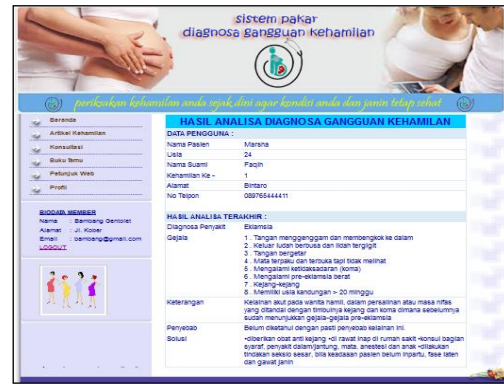 sistem pakar
diagnosa gangguan kehamilan
periksakan kehamilan anda sejak dini agar kondisi anda dan janin tetap sehat
Beranda
Artikel Kehamilan
Konsultasi
Buku Tamu
Petunjuk Web
Profil
BIODATA MEMBER
Nama : Bambang Gentolet
Alamat : Jl. Kober
Email : bambang@gmail.com
LOGOUT
HASIL ANALISA DIAGNOSA GANGGUAN KEHAMILAN
DATA PENGGUNA :
Nama Pasien Marsha
Usia 24
Nama Suami Faqih
Kehamilan Ke - 1
Alamat Bintaro
No Telpon 089765444411
HASIL ANALISA TERAKHIR :
Diagnosa Penyakit Eklamsia
Gejala 1 . Tangan menggenggam dan membengkok ke dalam
2 . Keluar ludah berbusa dan lidah tergigit
3 . Tangan bergetar
4 . Mata terpaku dan terbuka tapi tidak melihat
5 . Mengalami ketidaksadaran (koma)
6 . Mengalami pre-eklamsia berat
7 . Kejang-kejang
8 . Memiliki usia kandungan > 20 minggu
Keterangan Kelainan akut pada wanita hamil, dalam persalinan atau masa nifas
yang ditandai dengan timbulnya kejang dan koma dimana sebelumnya
sudah menunjukkan gejala-gejala pre-eklamsia
Penyebab Belum diketahui dengan pasti penyebab kelainan ini.
Solusi •diberikan obat anti kejang •di rawat inap di rumah sakit •konsul bagian
syaraf, penyakit dalam/jantung, mata, anestesi dan anak •dilakukan
tindakan seksio sesar, bila keadaaan pasien belum inpartu, fase laten
dan gawat janin